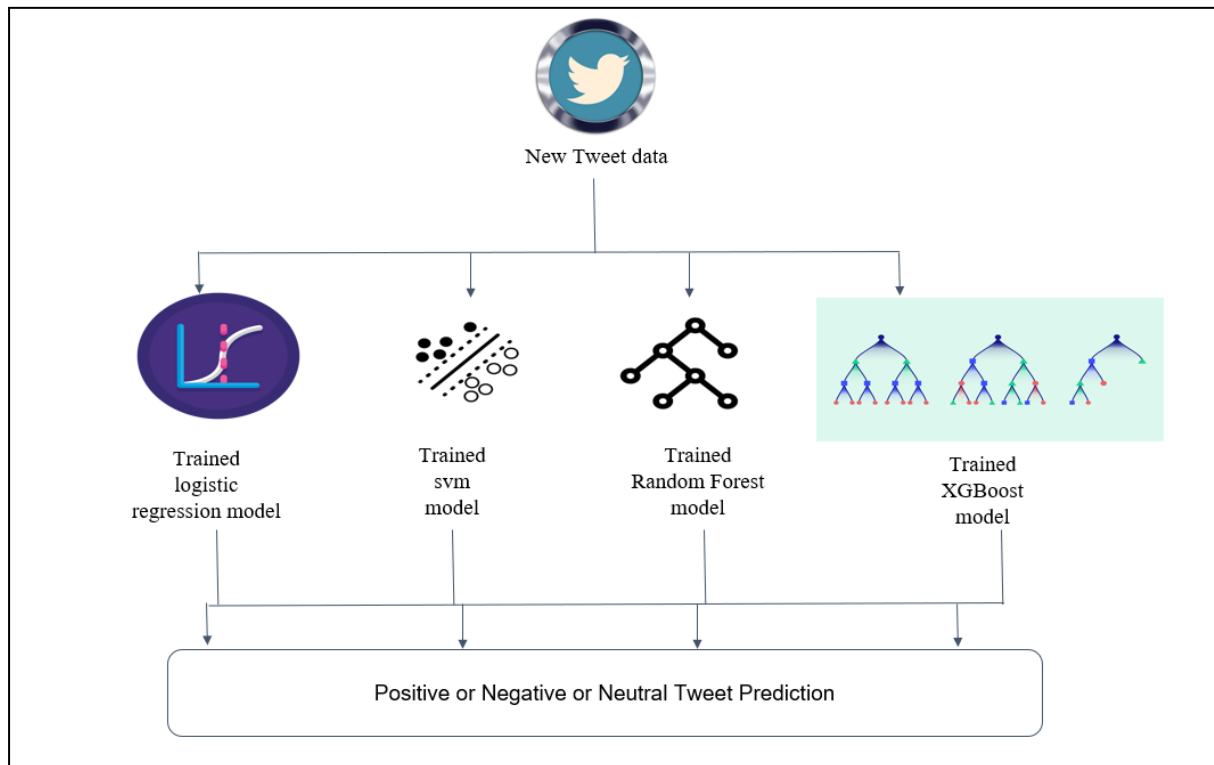 New Tweet data
Trained
logistic
regression model
Trained
svm
model
Trained
Random Forest
model
Trained
XGBoost
model
Positive or Negative or Neutral Tweet Prediction